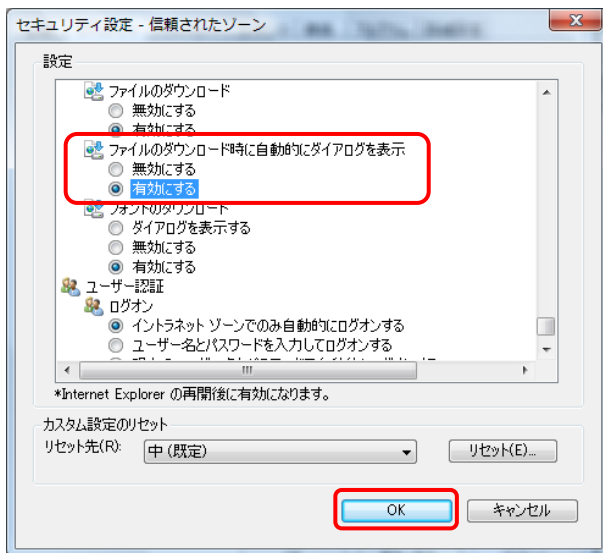 セキュリティ設定 - 信頼されたゾーン
設定
ファイルのダウンロード
無効にする
有効にする
ファイルのダウンロード時に自動的にダイアログを表示
無効にする
有効にする
フォントのダウンロード
ダイアログを表示する
無効にする
有効にする
ユーザー認証
ログオン
イントラネット ゾーンでのみ自動的にログオンする
ユーザー名とパスワードを入力してログオンする
*Internet Explorer の再開後に有効になります。
カスタム設定のリセット
リセット先(R): 中 (既定) リセット(E)...
OK キャンセル